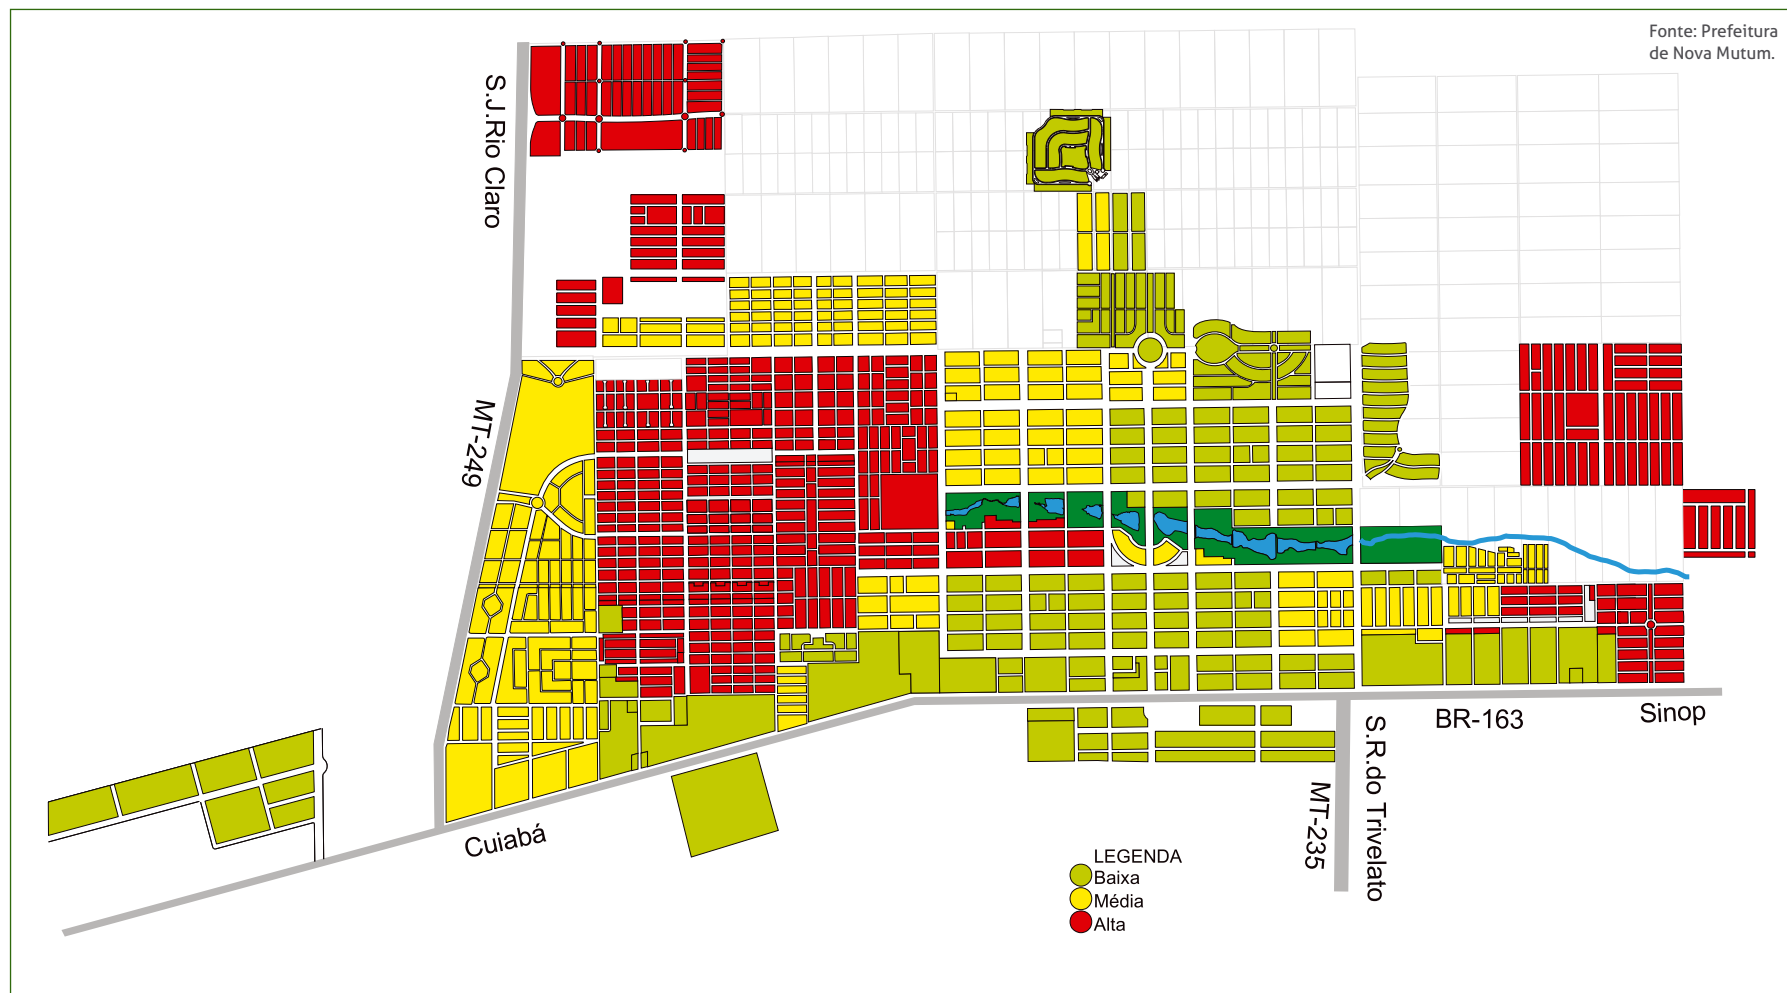 Fonte: Prefeitura
de Nova Mutum.
S.J.Rio Claro
MT-249
Cuiabá
BR-163
Sinop
S.R.do Trivelato
MT-235
LEGENDA
Baixa
Média
Alta